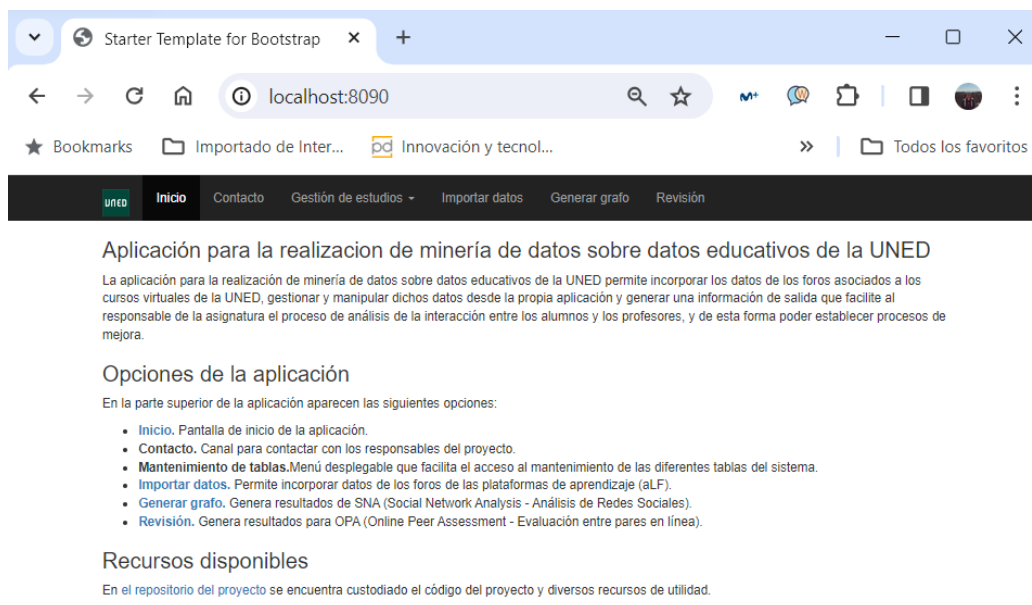 Starter Template for Bootstrap
localhost:8090
M+
W
Bookmarks Importado de Inter... pd Innovación y tecnol... Todos los favoritos
UNED Inicio Contacto Gestión de estudios Importar datos Generar grafo Revisión
Aplicación para la realizacion de minería de datos sobre datos educativos de la UNED
La aplicación para la realización de minería de datos sobre datos educativos de la UNED permite incorporar los datos de los foros asociados a los
cursos virtuales de la UNED, gestionar y manipular dichos datos desde la propia aplicación y generar una información de salida que facilite al
responsable de la asignatura el proceso de análisis de la interacción entre los alumnos y los profesores, y de esta forma poder establecer procesos de
mejora.
Opciones de la aplicación
En la parte superior de la aplicación aparecen las siguientes opciones:
• Inicio. Pantalla de inicio de la aplicación.
• Contacto. Canal para contactar con los responsables del proyecto.
• Mantenimiento de tablas.Menú desplegable que facilita el acceso al mantenimiento de las diferentes tablas del sistema.
• Importar datos. Permite incorporar datos de los foros de las plataformas de aprendizaje (aLF).
• Generar grafo. Genera resultados de SNA (Social Network Analysis - Análisis de Redes Sociales).
• Revisión. Genera resultados para OPA (Online Peer Assessment - Evaluación entre pares en línea).
Recursos disponibles
En el repositorio del proyecto se encuentra custodiado el código del proyecto y diversos recursos de utilidad.